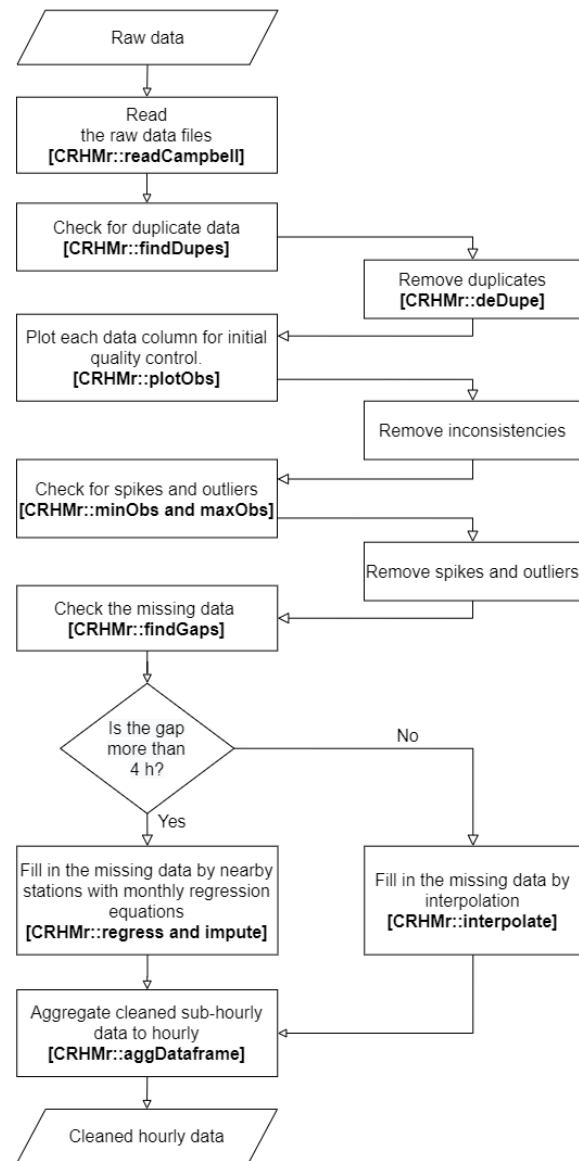 Raw data
Read
the raw data files
[CRHMr::readCampbell]
Check for duplicate data
[CRHMr::findDupes]
Remove duplicates
[CRHMr::deDupe]
Plot each data column for initial
quality control.
[CRHMr::plotObs]
Remove inconsistencies
Check for spikes and outliers
[CRHMr::minObs and maxObs]
Remove spikes and outliers
Check the missing data
[CRHMr::findGaps]
Is the gap
more than
4 h?
No
Yes
Fill in the missing data by nearby
stations with monthly regression
equations
[CRHMr::regress and impute]
Fill in the missing data by
interpolation
[CRHMr::interpolate]
Aggregate cleaned sub-hourly
data to hourly
[CRHMr::aggDataframe]
Cleaned hourly data